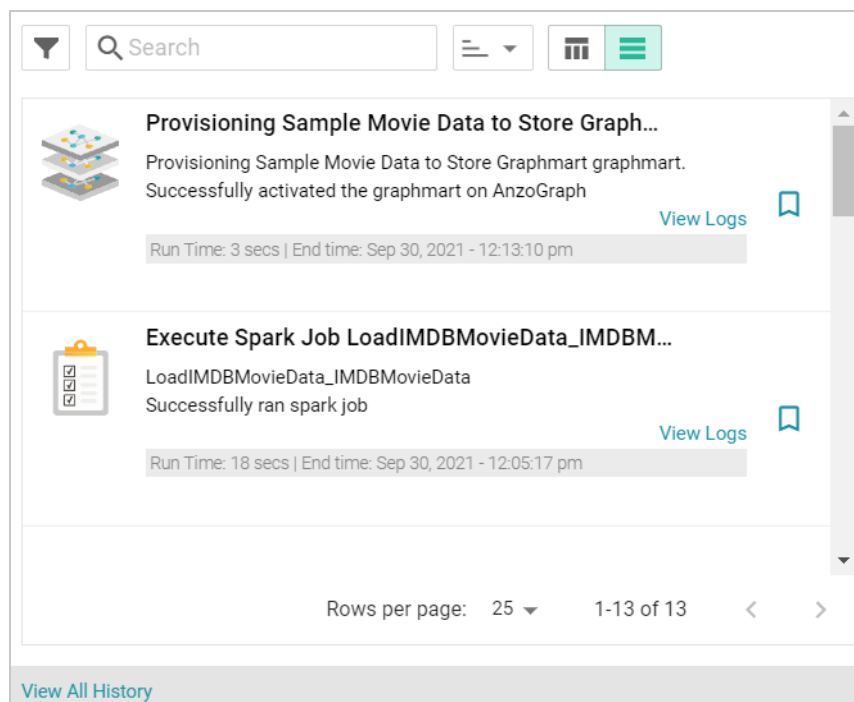 Search
Provisioning Sample Movie Data to Store Graph...
Provisioning Sample Movie Data to Store Graphmart graphmart.
Successfully activated the graphmart on AnzoGraph
View Logs
Run Time: 3 secs | End time: Sep 30, 2021 - 12:13:10 pm
Execute Spark Job LoadIMDBMovieData_IMDBM...
LoadIMDBMovieData_IMDBMovieData
Successfully ran spark job
View Logs
Run Time: 18 secs | End time: Sep 30, 2021 - 12:05:17 pm
Rows per page: 25 1-13 of 13
View All History